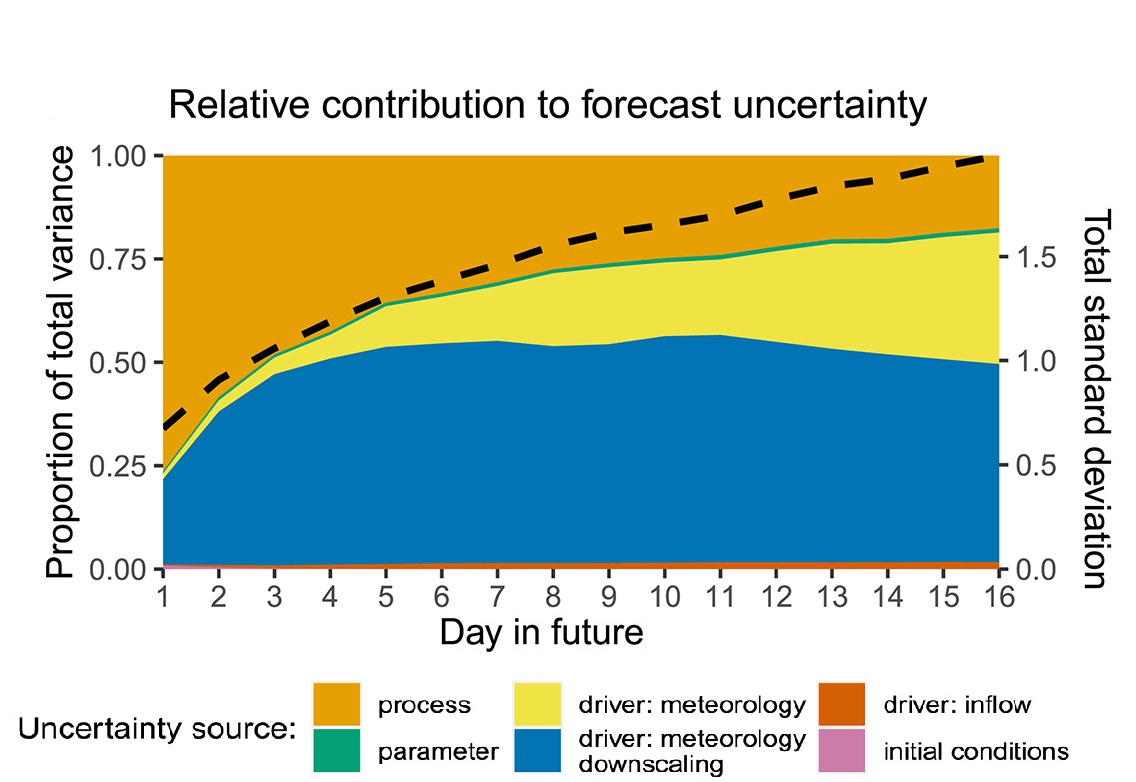 Relative contribution to forecast uncertainty
Proportion of total variance
1.00
0.75
0.50
0.25
0.00
1.5
1.0
0.5
0.0
Total standard deviation
1 2 3 4 5 6 7 8 9 10 11 12 13 14 15 16
Day in future
Uncertainty source:
process
parameter
driver: meteorology
driver: meteorology
downscaling
driver: inflow
initial conditions